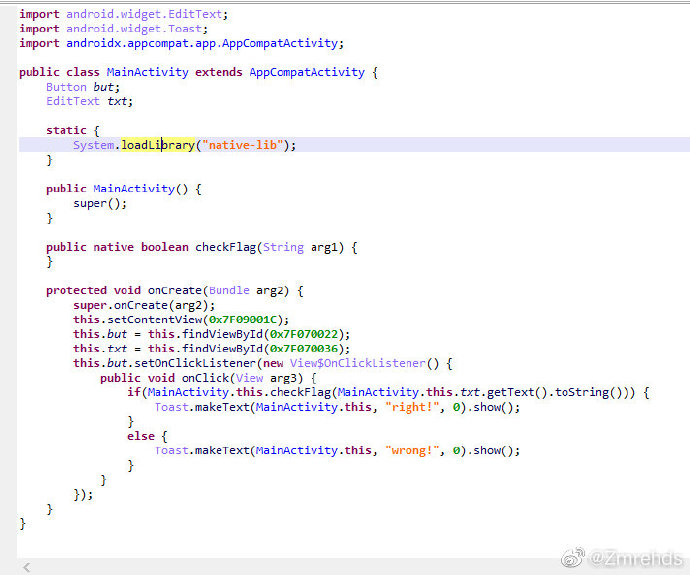 import android.widget.EditText;
import android.widget.Toast;
import androidx.appcompat.app.AppCompatActivity;
public class MainActivity extends AppCompatActivity {
Button but;
EditText txt;
static {
System.loadLibrary("native-lib");
}
public MainActivity() {
super();
}
public native boolean checkFlag(String arg1) {
}
protected void onCreate(Bundle arg2) {
super.onCreate(arg2);
this.setContentView(0x7F09001C);
this.but = this.findViewById(0x7F070022);
this.txt = this.findViewById(0x7F070036);
this.but.setOnClickListener(new View$OnClickListener() {
public void onClick(View arg3) {
if(MainActivity.this.checkFlag(MainActivity.this.txt.getText().toString())) {
Toast.makeText(MainActivity.this, "right!", 0).show();
}
else {
Toast.makeText(MainActivity.this, "wrong!", 0).show();
}
}
});
}
}
@Zmrehds